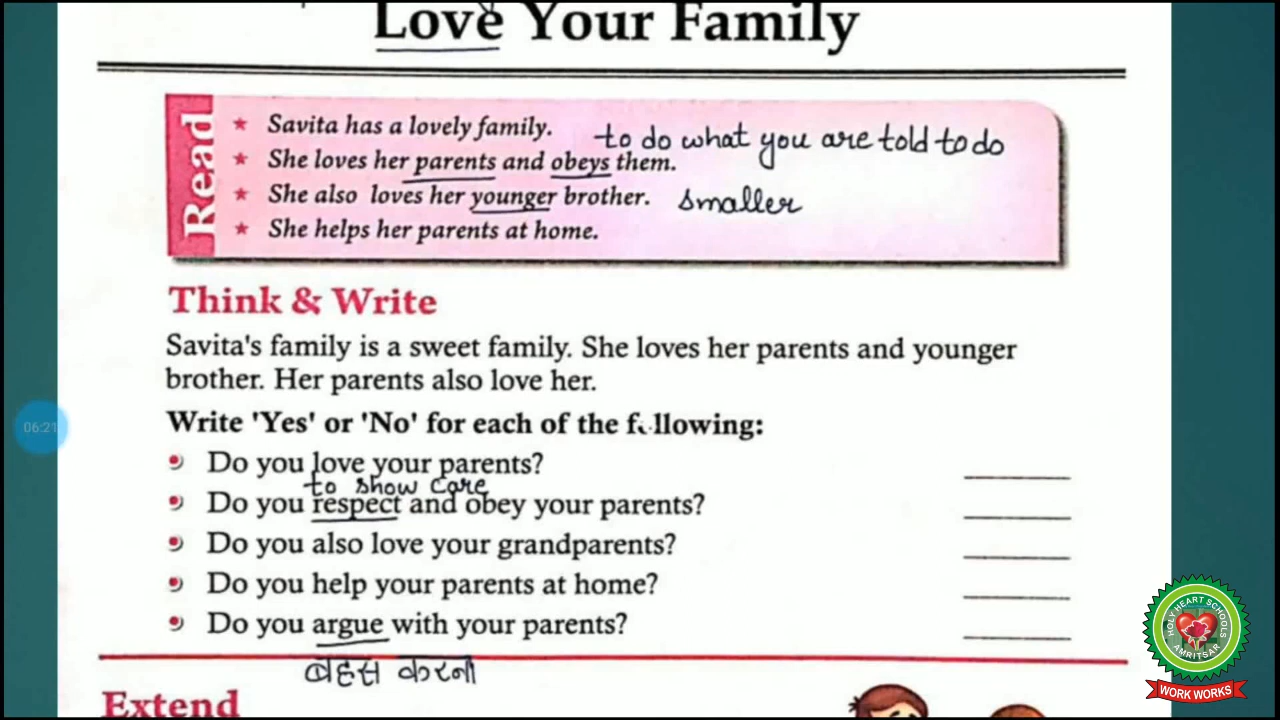 Love Your Family
Read
★ Savita has a lovely family.
to do what you are told to do
★ She loves her parents and obeys them.
★ She also loves her younger brother. smaller
★ She helps her parents at home.
Think & Write
Savita's family is a sweet family. She loves her parents and younger
brother. Her parents also love her.
Write 'Yes' or 'No' for each of the following:
06:21
Do you love your parents?
to show care
Do you respect and obey your parents?
Do you also love your grandparents?
Do you help your parents at home?
Do you argue with your parents?
बहस करना
Extend
HOLY HEART SCHOOLS
AMRITSAR
WORK WORKS